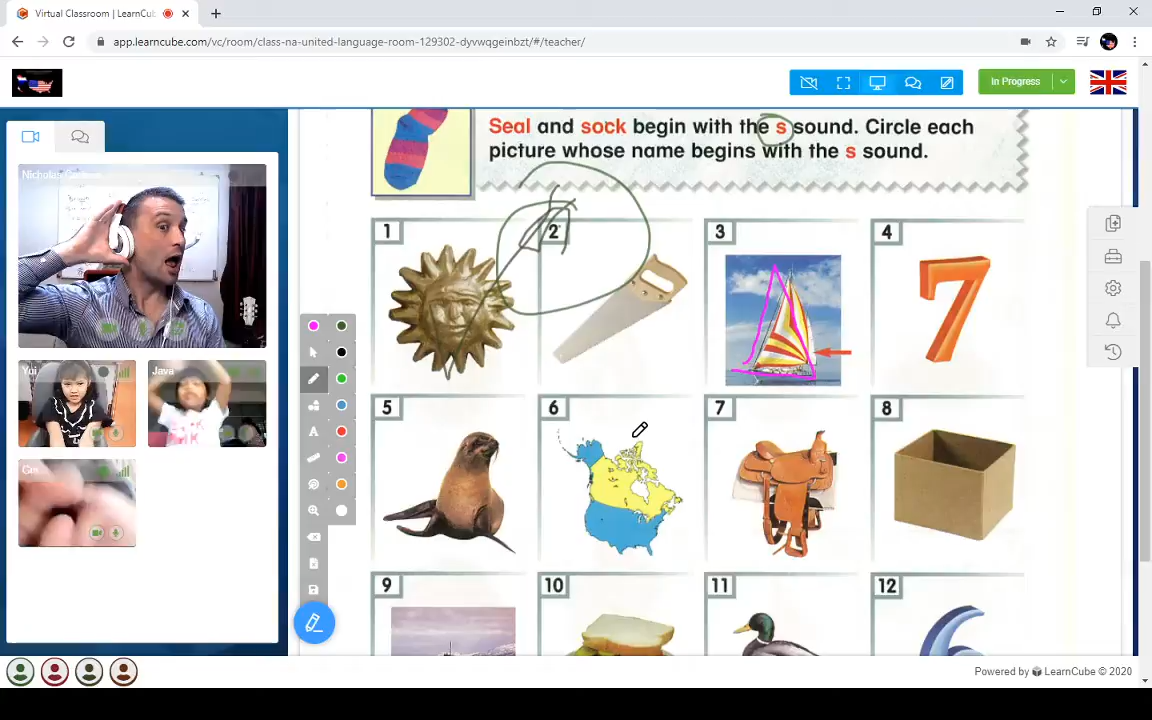 Virtual Classroom | LearnCu
app.learncube.com/vc/room/class-na-united-language-room-129302-dyvwqgeinbzt/#/teacher/
In Progress
Seal and sock begin with the s sound. Circle each
picture whose name begins with the s sound.
Yui
Java
1
2
3
4
7
5
6
7
8
9
10
11
12
6
A
Powered by LearnCube © 2020